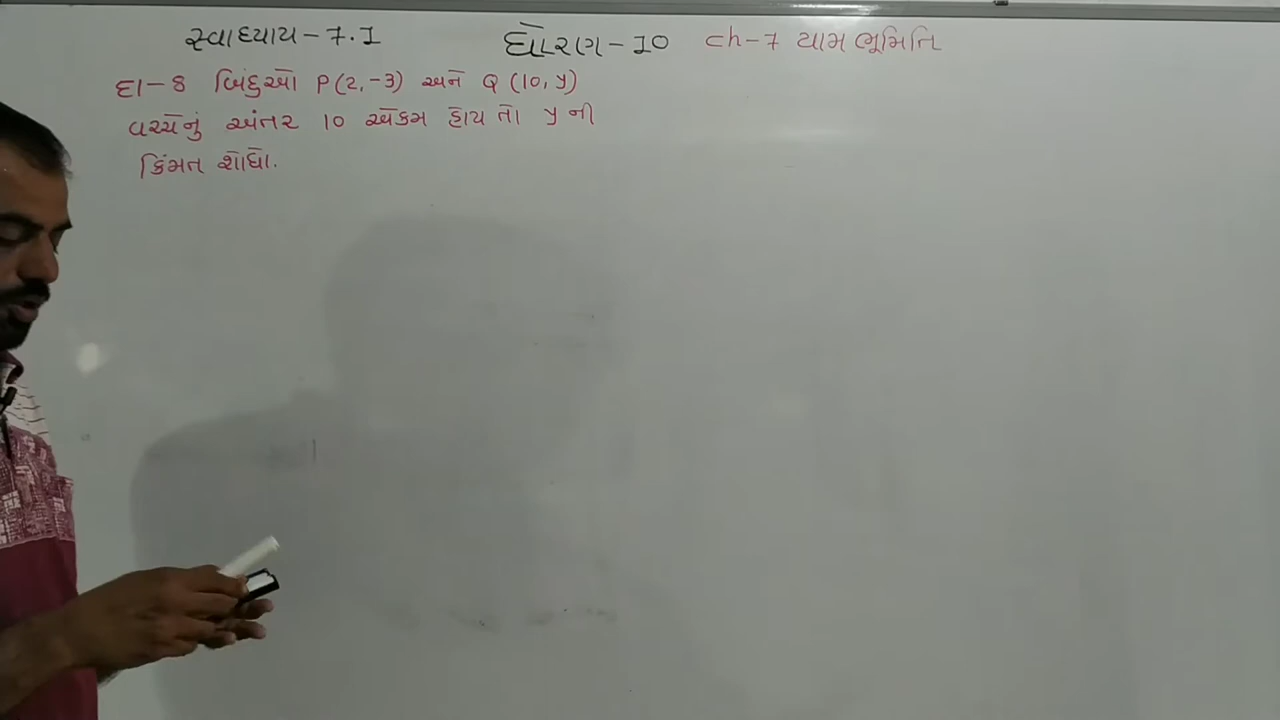 સ્વાધ્યાય - 7.1 ધોરણ - 10 ch-7 યામ ભૂમિતિ
દા-8 બિંદુઓ P(2,-3) અને Q (10, y)
વચ્ચેનું અંતર 10 એકમ હોય તો y ની
કિંમત શોધો.